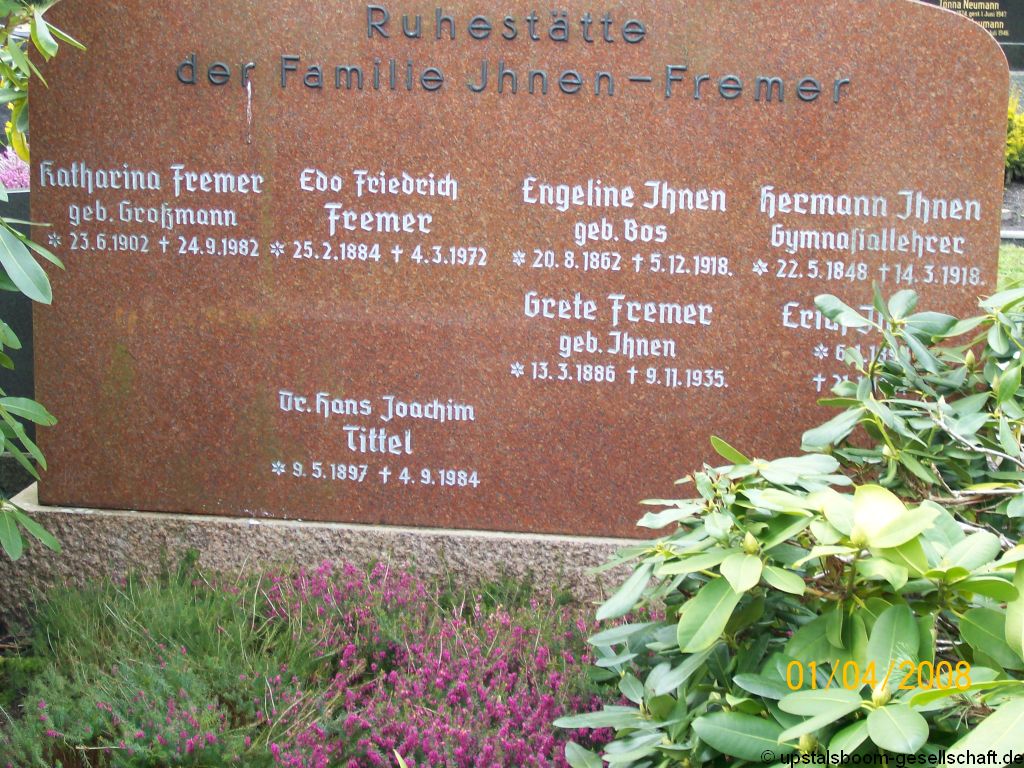 Ruhestätte
der Familie Jhnen-Fremer
Katharina Fremer
geb. Großmann
* 23.6.1902 † 24.9.1982
Edo Friedrich
Fremer
* 25.2.1884 † 4.3.1972
Engeline Jhnen
geb. Bos
* 20.8.1862 † 5.12.1918.
Hermann Jhnen
Gymnasiallehrer
* 22.5.1848 † 14.3.1918.
Grete Fremer
geb. Jhnen
* 13.3.1886 † 9.11.1935.
Dr. Hans Joachim
Tittel
* 9.5.1897 † 4.9.1984
Neumann
01/04/2008
© upstalsboom-gesellschaft.de